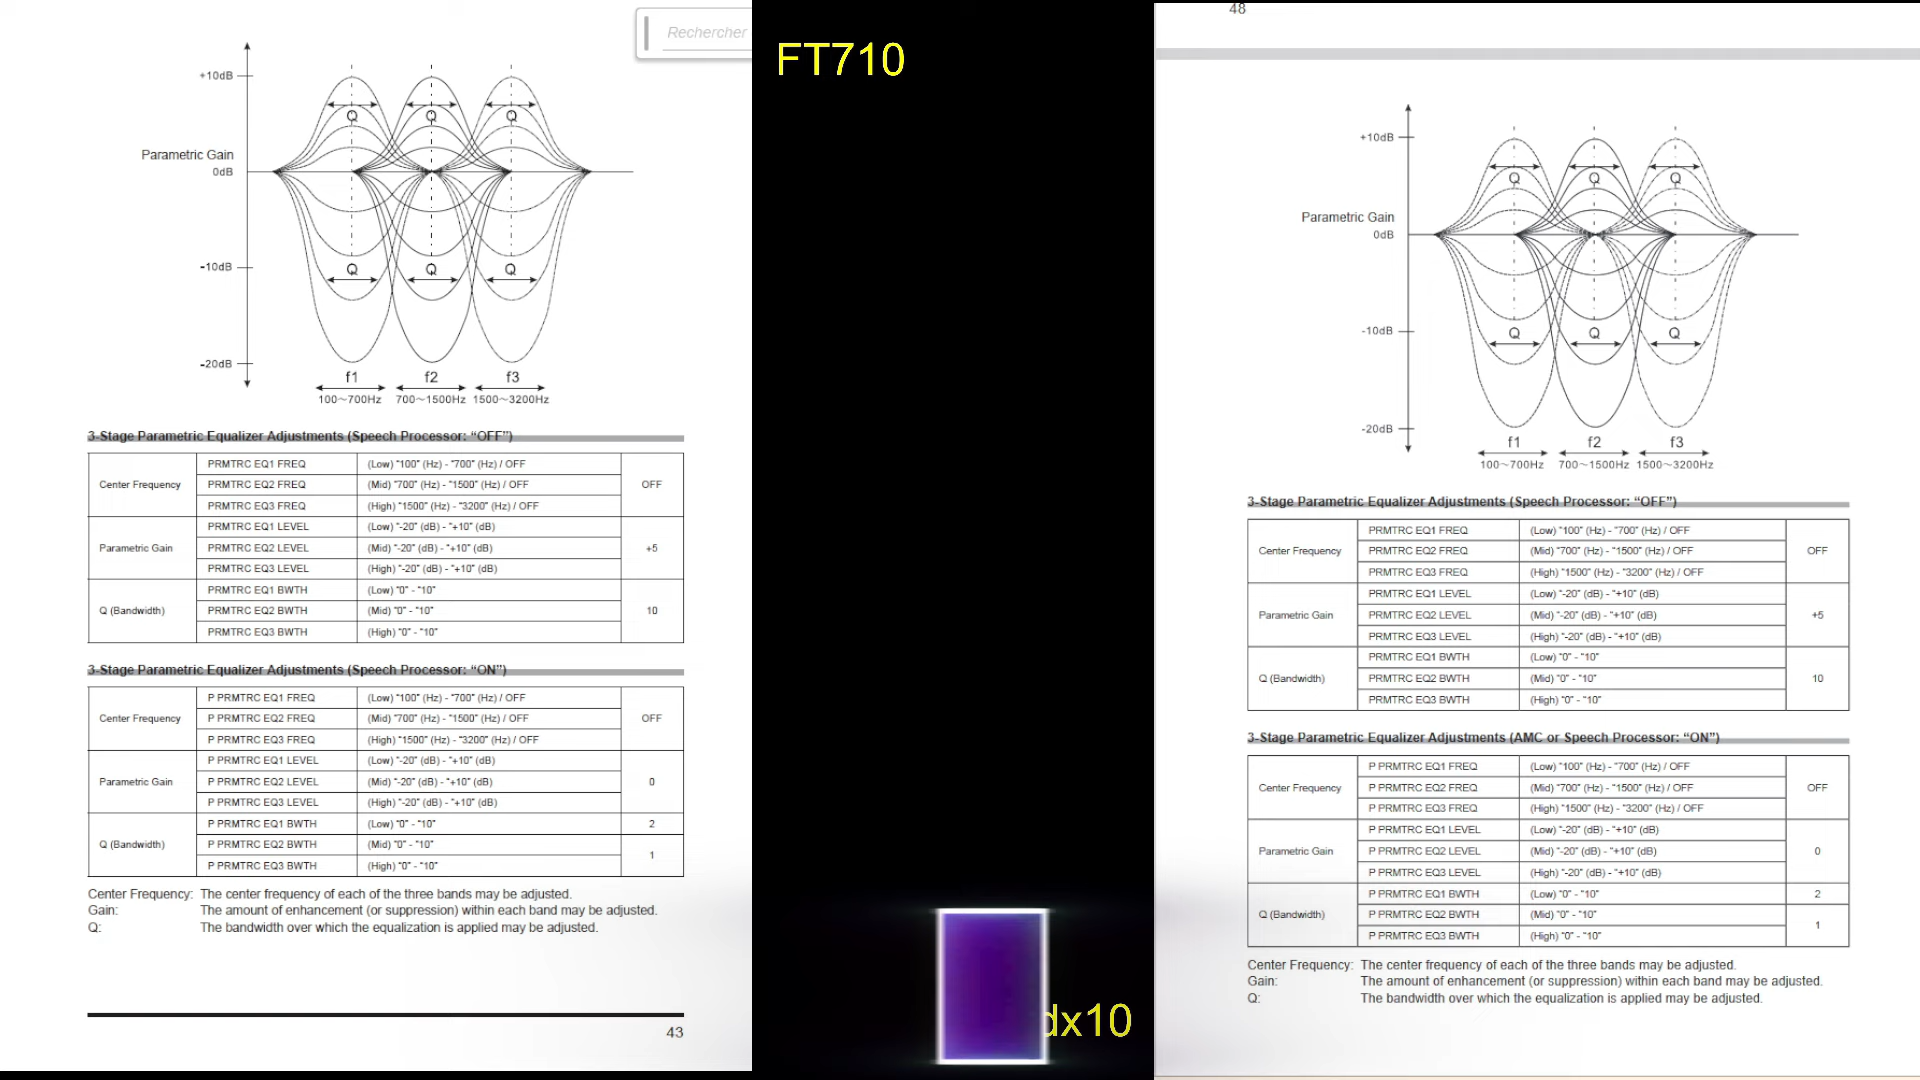 Rechercher
+10dB
Q Q Q
Parametric Gain
0dB
-10dB
Q Q Q
-20dB
f1 f2 f3
100~700Hz 700~1500Hz 1500~3200Hz
3-Stage Parametric Equalizer Adjustments (Speech Processor: “OFF”)
Center Frequency PRMTRC EQ1 FREQ (Low) “100” (Hz) - “700” (Hz) / OFF OFF
PRMTRC EQ2 FREQ (Mid) “700” (Hz) - “1500” (Hz) / OFF
PRMTRC EQ3 FREQ (High) “1500” (Hz) - “3200” (Hz) / OFF
Parametric Gain PRMTRC EQ1 LEVEL (Low) “-20” (dB) - “+10” (dB) +5
PRMTRC EQ2 LEVEL (Mid) “-20” (dB) - “+10” (dB)
PRMTRC EQ3 LEVEL (High) “-20” (dB) - “+10” (dB)
Q (Bandwidth) PRMTRC EQ1 BWTH (Low) “0” - “10” 10
PRMTRC EQ2 BWTH (Mid) “0” - “10”
PRMTRC EQ3 BWTH (High) “0” - “10”
3-Stage Parametric Equalizer Adjustments (Speech Processor: “ON”)
Center Frequency P PRMTRC EQ1 FREQ (Low) “100” (Hz) - “700” (Hz) / OFF OFF
P PRMTRC EQ2 FREQ (Mid) “700” (Hz) - “1500” (Hz) / OFF
P PRMTRC EQ3 FREQ (High) “1500” (Hz) - “3200” (Hz) / OFF
Parametric Gain P PRMTRC EQ1 LEVEL (Low) “-20” (dB) - “+10” (dB) 0
P PRMTRC EQ2 LEVEL (Mid) “-20” (dB) - “+10” (dB)
P PRMTRC EQ3 LEVEL (High) “-20” (dB) - “+10” (dB)
Q (Bandwidth) P PRMTRC EQ1 BWTH (Low) “0” - “10” 2
P PRMTRC EQ2 BWTH (Mid) “0” - “10” 1
P PRMTRC EQ3 BWTH (High) “0” - “10”
Center Frequency: The center frequency of each of the three bands may be adjusted.
Gain: The amount of enhancement (or suppression) within each band may be adjusted.
Q: The bandwidth over which the equalization is applied may be adjusted.
43
FT710
dx10
48
+10dB
Q Q Q
Parametric Gain
0dB
-10dB
Q Q Q
-20dB
f1 f2 f3
100~700Hz 700~1500Hz 1500~3200Hz
3-Stage Parametric Equalizer Adjustments (Speech Processor: “OFF”)
Center Frequency PRMTRC EQ1 FREQ (Low) “100” (Hz) - “700” (Hz) / OFF OFF
PRMTRC EQ2 FREQ (Mid) “700” (Hz) - “1500” (Hz) / OFF
PRMTRC EQ3 FREQ (High) “1500” (Hz) - “3200” (Hz) / OFF
Parametric Gain PRMTRC EQ1 LEVEL (Low) “-20” (dB) - “+10” (dB) +5
PRMTRC EQ2 LEVEL (Mid) “-20” (dB) - “+10” (dB)
PRMTRC EQ3 LEVEL (High) “-20” (dB) - “+10” (dB)
Q (Bandwidth) PRMTRC EQ1 BWTH (Low) “0” - “10” 10
PRMTRC EQ2 BWTH (Mid) “0” - “10”
PRMTRC EQ3 BWTH (High) “0” - “10”
3-Stage Parametric Equalizer Adjustments (AMC or Speech Processor: “ON”)
Center Frequency P PRMTRC EQ1 FREQ (Low) “100” (Hz) - “700” (Hz) / OFF OFF
P PRMTRC EQ2 FREQ (Mid) “700” (Hz) - “1500” (Hz) / OFF
P PRMTRC EQ3 FREQ (High) “1500” (Hz) - “3200” (Hz) / OFF
Parametric Gain P PRMTRC EQ1 LEVEL (Low) “-20” (dB) - “+10” (dB) 0
P PRMTRC EQ2 LEVEL (Mid) “-20” (dB) - “+10” (dB)
P PRMTRC EQ3 LEVEL (High) “-20” (dB) - “+10” (dB)
Q (Bandwidth) P PRMTRC EQ1 BWTH (Low) “0” - “10” 2
P PRMTRC EQ2 BWTH (Mid) “0” - “10” 1
P PRMTRC EQ3 BWTH (High) “0” - “10”
Center Frequency: The center frequency of each of the three bands may be adjusted.
Gain: The amount of enhancement (or suppression) within each band may be adjusted.
Q: The bandwidth over which the equalization is applied may be adjusted.